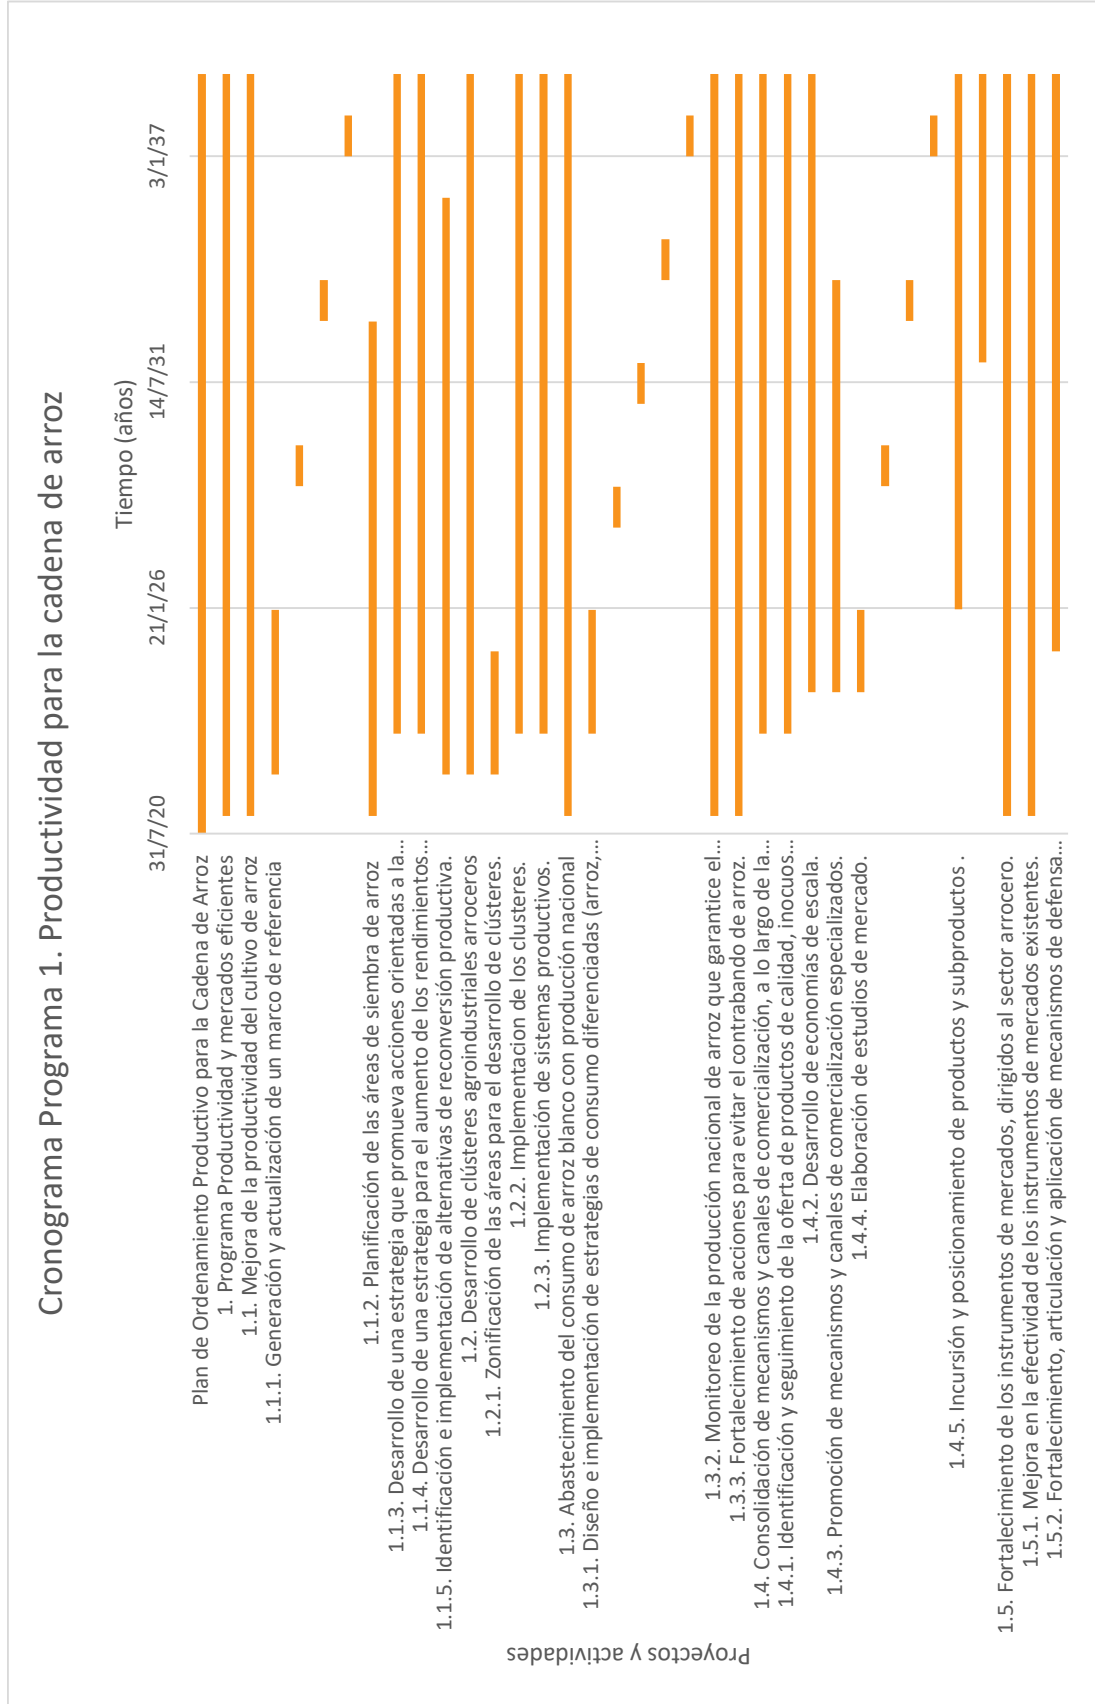 Cronograma Programa 1. Productividad para la cadena de arroz
Tiempo (años)
31/7/20
21/1/26
14/7/31
3/1/37
Proyectos y actividades
Plan de Ordenamiento Productivo para la Cadena de Arroz
1. Programa Productividad y mercados eficientes
1.1. Mejora de la productividad del cultivo de arroz
1.1.1. Generación y actualización de un marco de referencia
1.1.2. Planificación de las áreas de siembra de arroz
1.1.3. Desarrollo de una estrategia que promueva acciones orientadas a la…
1.1.4. Desarrollo de una estrategia para el aumento de los rendimientos…
1.1.5. Identificación e implementación de alternativas de reconversión productiva.
1.2. Desarrollo de clústeres agroindustriales arroceros
1.2.1. Zonificación de las áreas para el desarrollo de clústeres.
1.2.2. Implementacion de los clusteres.
1.2.3. Implementación de sistemas productivos.
1.3. Abastecimiento del consumo de arroz blanco con producción nacional
1.3.1. Diseño e implementación de estrategias de consumo diferenciadas (arroz,…
1.3.2. Monitoreo de la producción nacional de arroz que garantice el…
1.3.3. Fortalecimiento de acciones para evitar el contrabando de arroz.
1.4. Consolidación de mecanismos y canales de comercialización, a lo largo de la…
1.4.1. Identificación y seguimiento de la oferta de productos de calidad, inocuos…
1.4.2. Desarrollo de economías de escala.
1.4.3. Promoción de mecanismos y canales de comercialización especializados.
1.4.4. Elaboración de estudios de mercado.
1.4.5. Incursión y posicionamiento de productos y subproductos .
1.5. Fortalecimiento de los instrumentos de mercados, dirigidos al sector arrocero.
1.5.1. Mejora en la efectividad de los instrumentos de mercados existentes.
1.5.2. Fortalecimiento, articulación y aplicación de mecanismos de defensa…